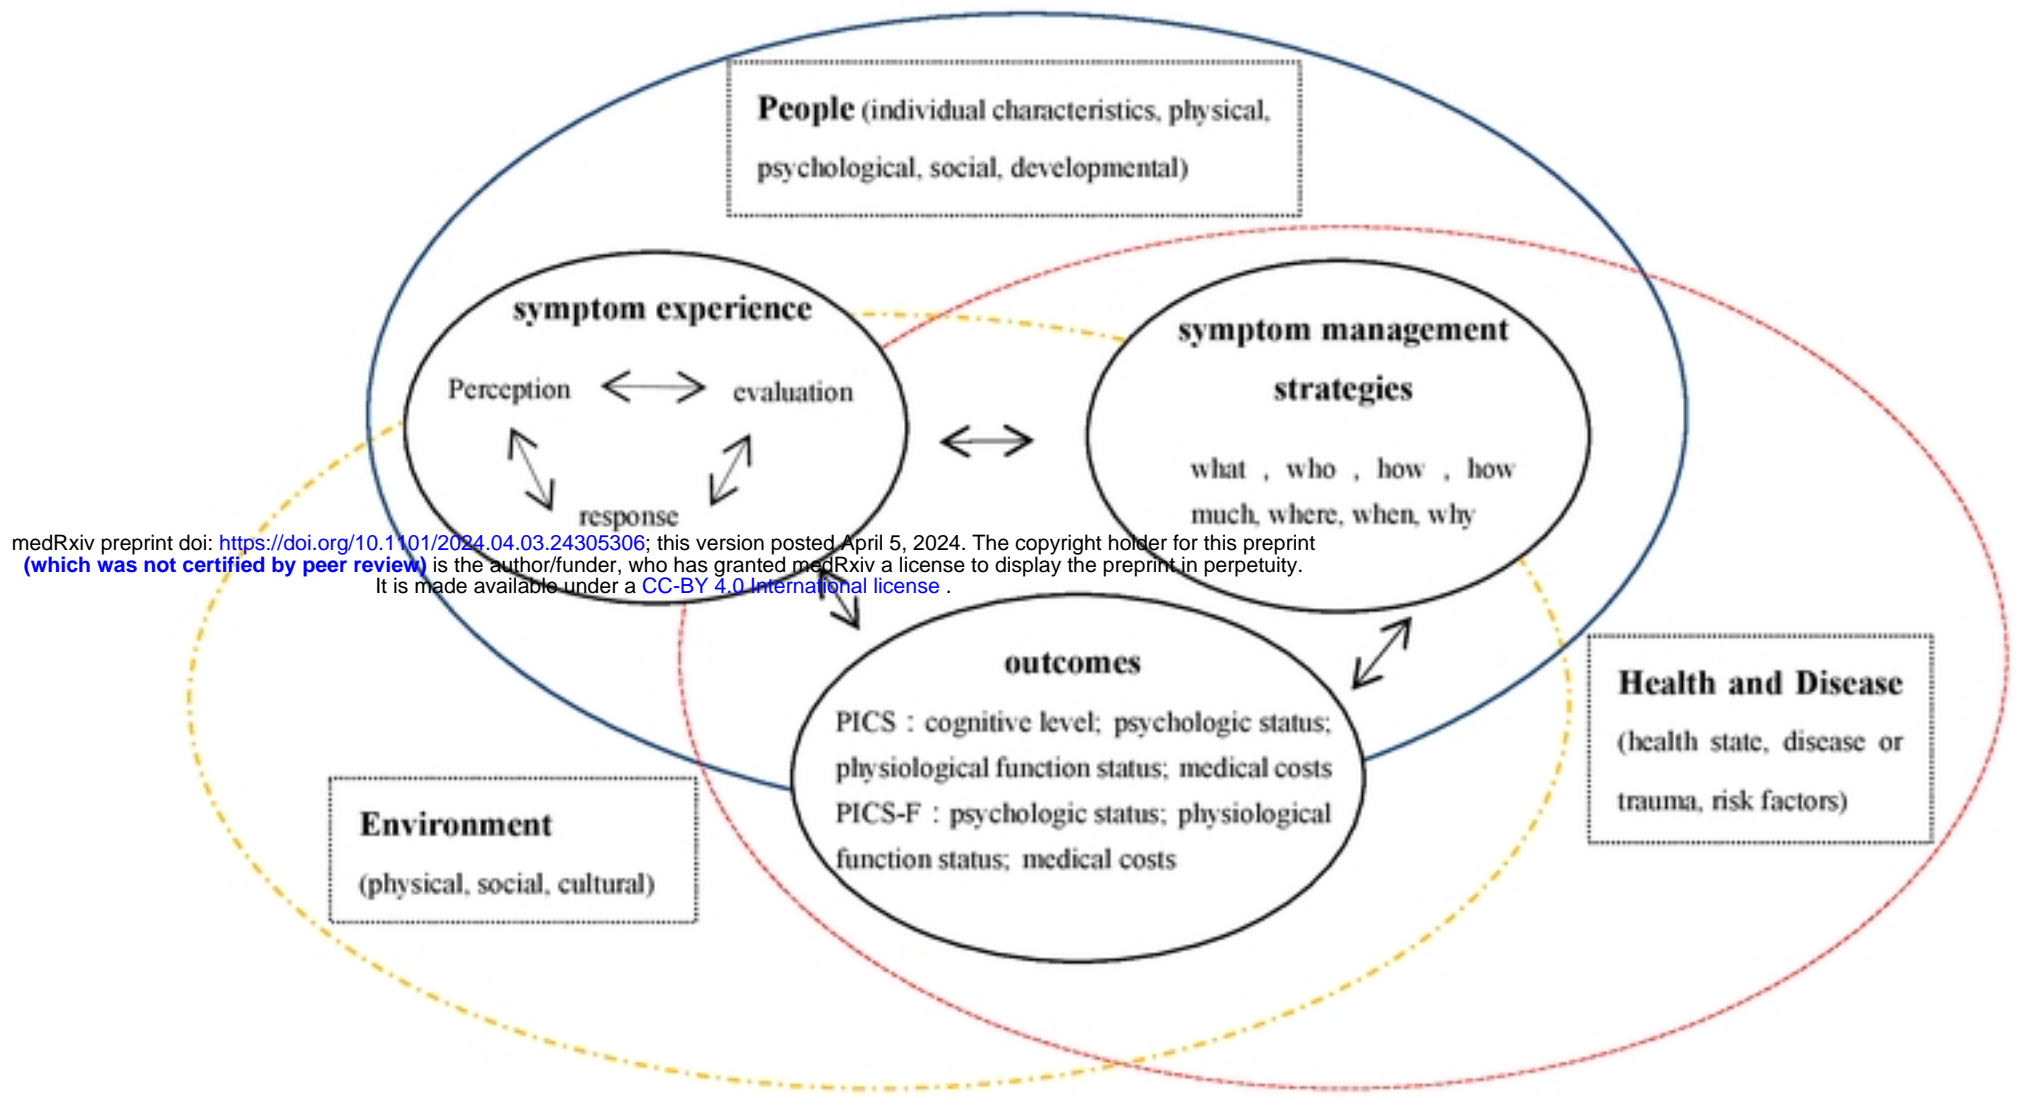 People (individual characteristics, physical,
psychological, social, developmental)
symptom experience
Perception
evaluation
response
symptom management
strategies
what , who , how , how
much, where, when, why
medRxiv preprint doi: https://doi.org/10.1101/2024.04.03.24305306; this version posted April 5, 2024. The copyright holder for this preprint
(which was not certified by peer review) is the author/funder, who has granted medRxiv a license to display the preprint in perpetuity.
It is made available under a CC-BY 4.0 International license .
outcomes
PICS : cognitive level; psychologic status;
physiological function status; medical costs
PICS-F : psychologic status; physiological
function status; medical costs
Health and Disease
(health state, disease or
trauma, risk factors)
Environment
(physical, social, cultural)